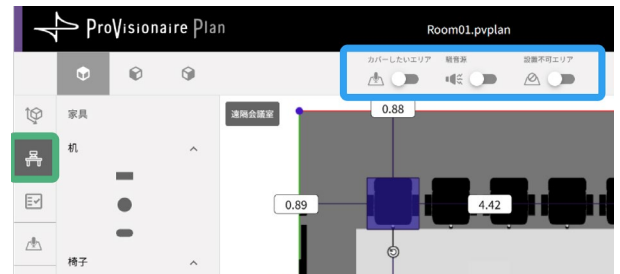 ProVisionaire Plan
Room01.pvplan
カバーしたいエリア
騒音源
設置不可エリア
家具
遠隔会議室
0.88
机
0.89
4.42
椅子